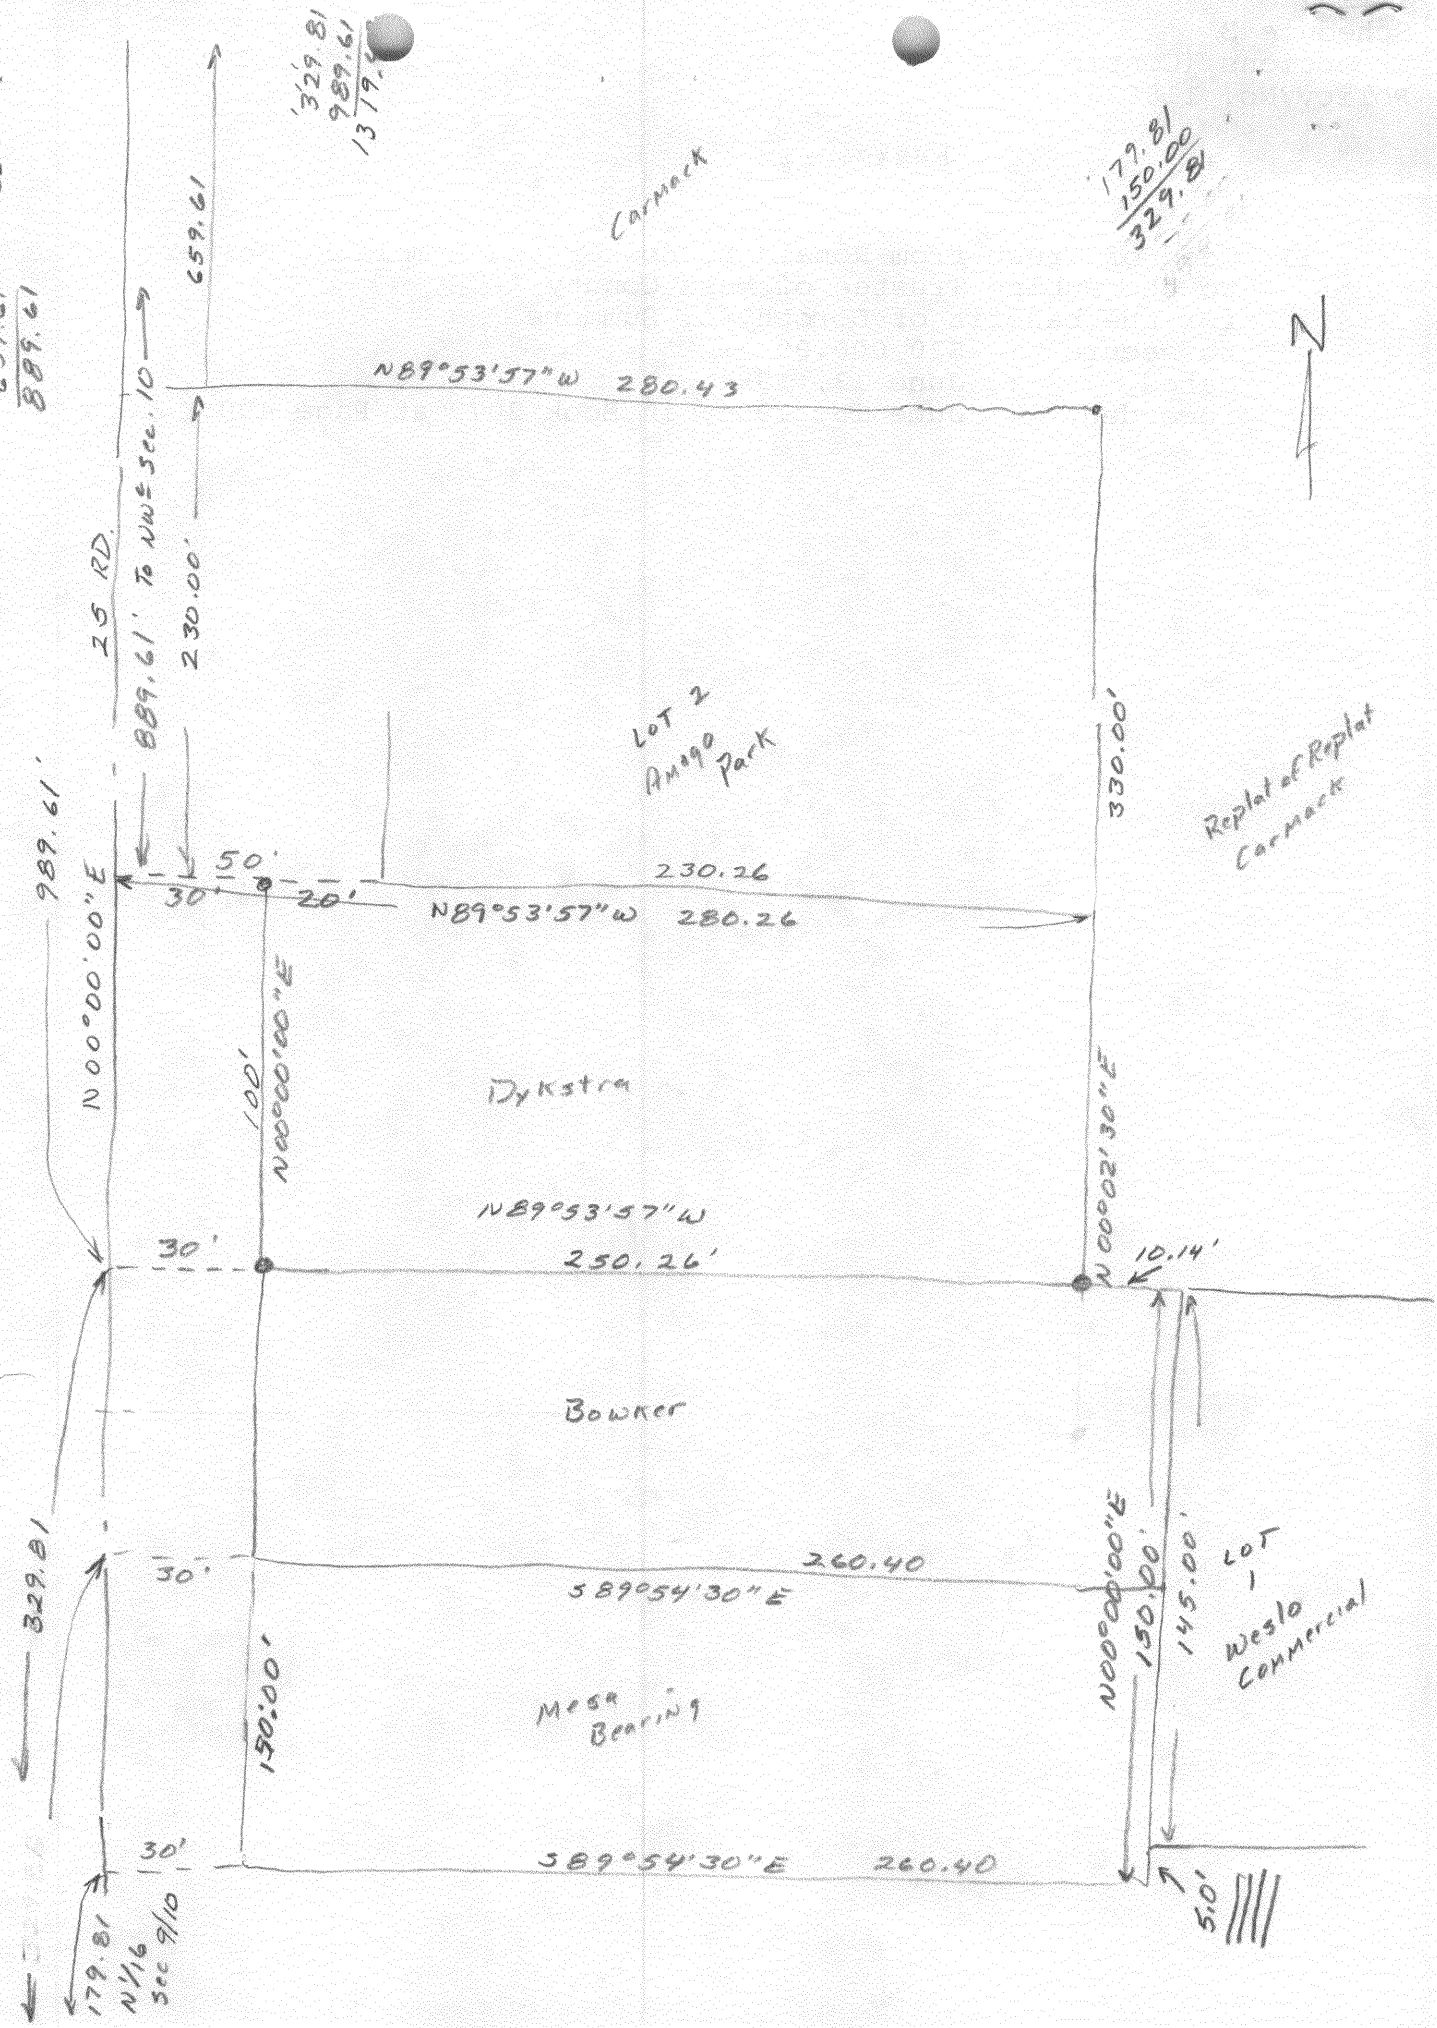 329.81
989.61
179.81
150.00
329.81
Carmack
N
659.61
889.61
N89°53'57"W 280.43
25 RD.
889.61' To NW¼ Sec. 10
230.00'
LOT 2
Amigo
Park
330.00'
Replat of Replat
Carmack
989.61'
50'
230.26
30' 20'
N89°53'57"W 280.26
N00°00'00"E
100'
N00°00'00"E
Dykstra
N00°02'30"E
N89°53'57"W
30'
250.26'
10.14'
Bowker
329.81
30'
260.40
S89°54'30"E
N00°00'00"E
150.00'
145.00'
LOT
1
Weslo
Commercial
150.00'
Mesa
Bearing
30'
S89°54'30"E 260.40
5.0'
179.81
N 1/16
Sec 9/10